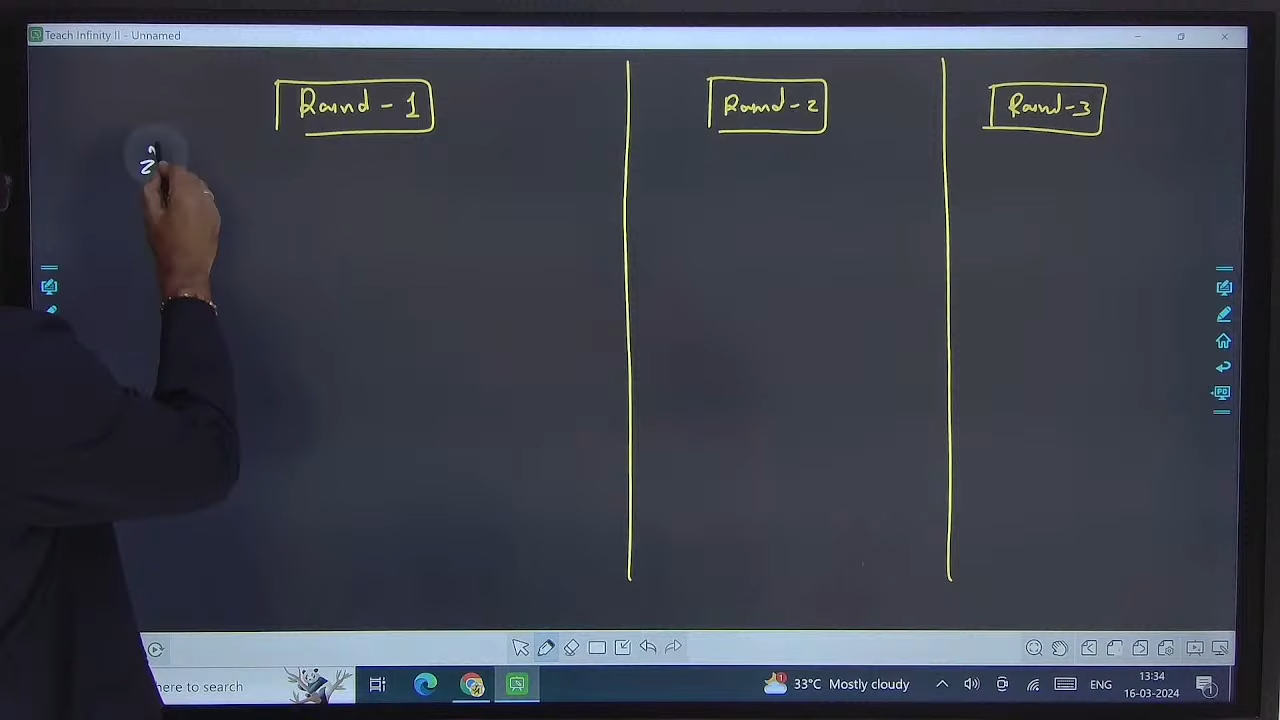 Teach Infinity II - Unnamed
Round - 1
Round - 2
Round - 3
2
here to search
33°C Mostly cloudy
ENG
13:34
16-03-2024